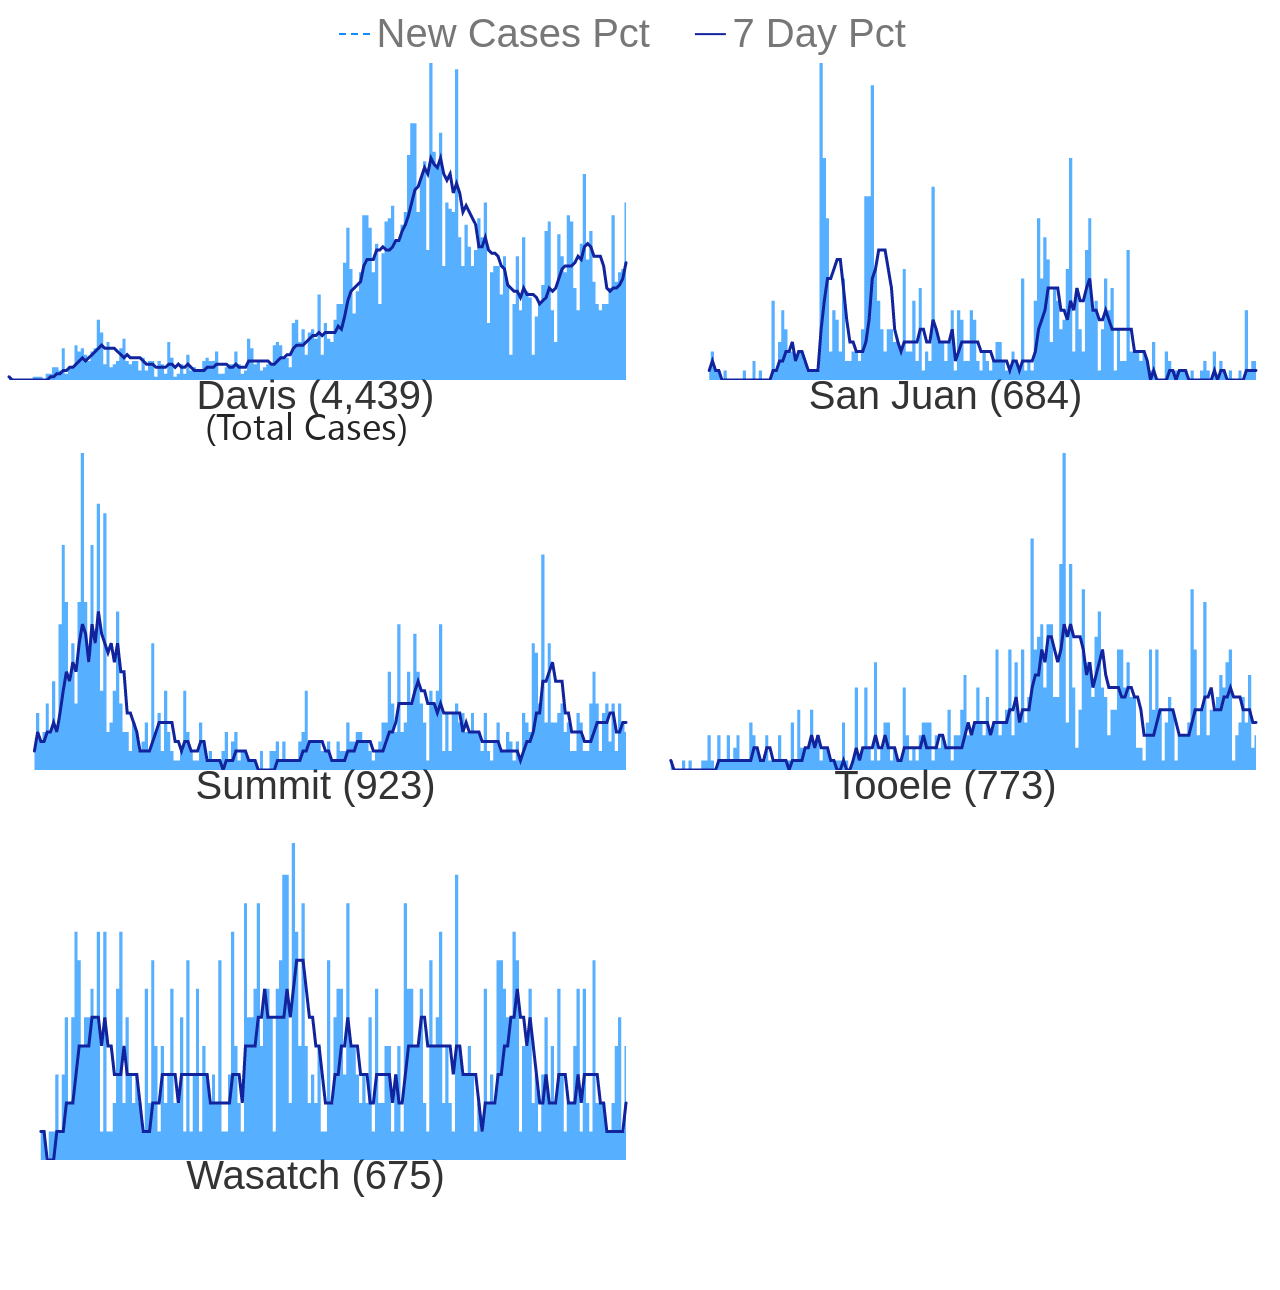 New Cases Pct 7 Day Pct
Davis (4,439)
(Total Cases)
San Juan (684)
Summit (923)
Tooele (773)
Wasatch (675)